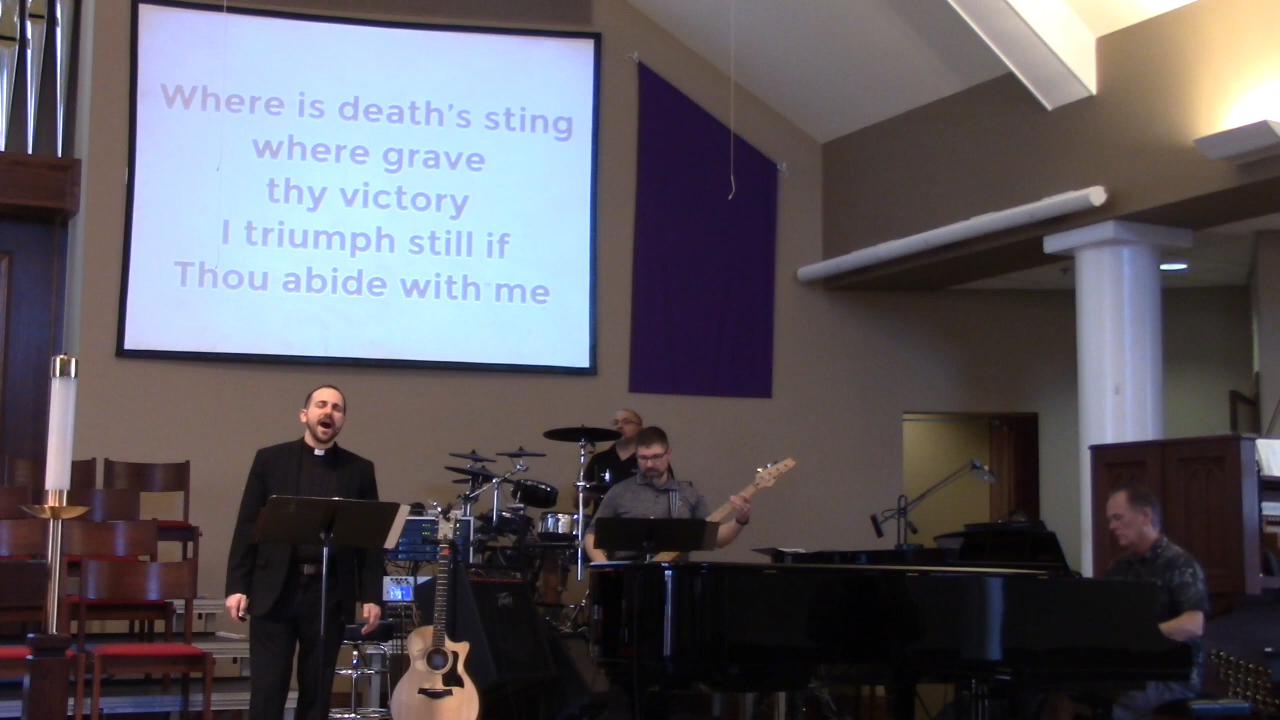 Where is death's sting
where grave
thy victory
I triumph still if
Thou abide with me